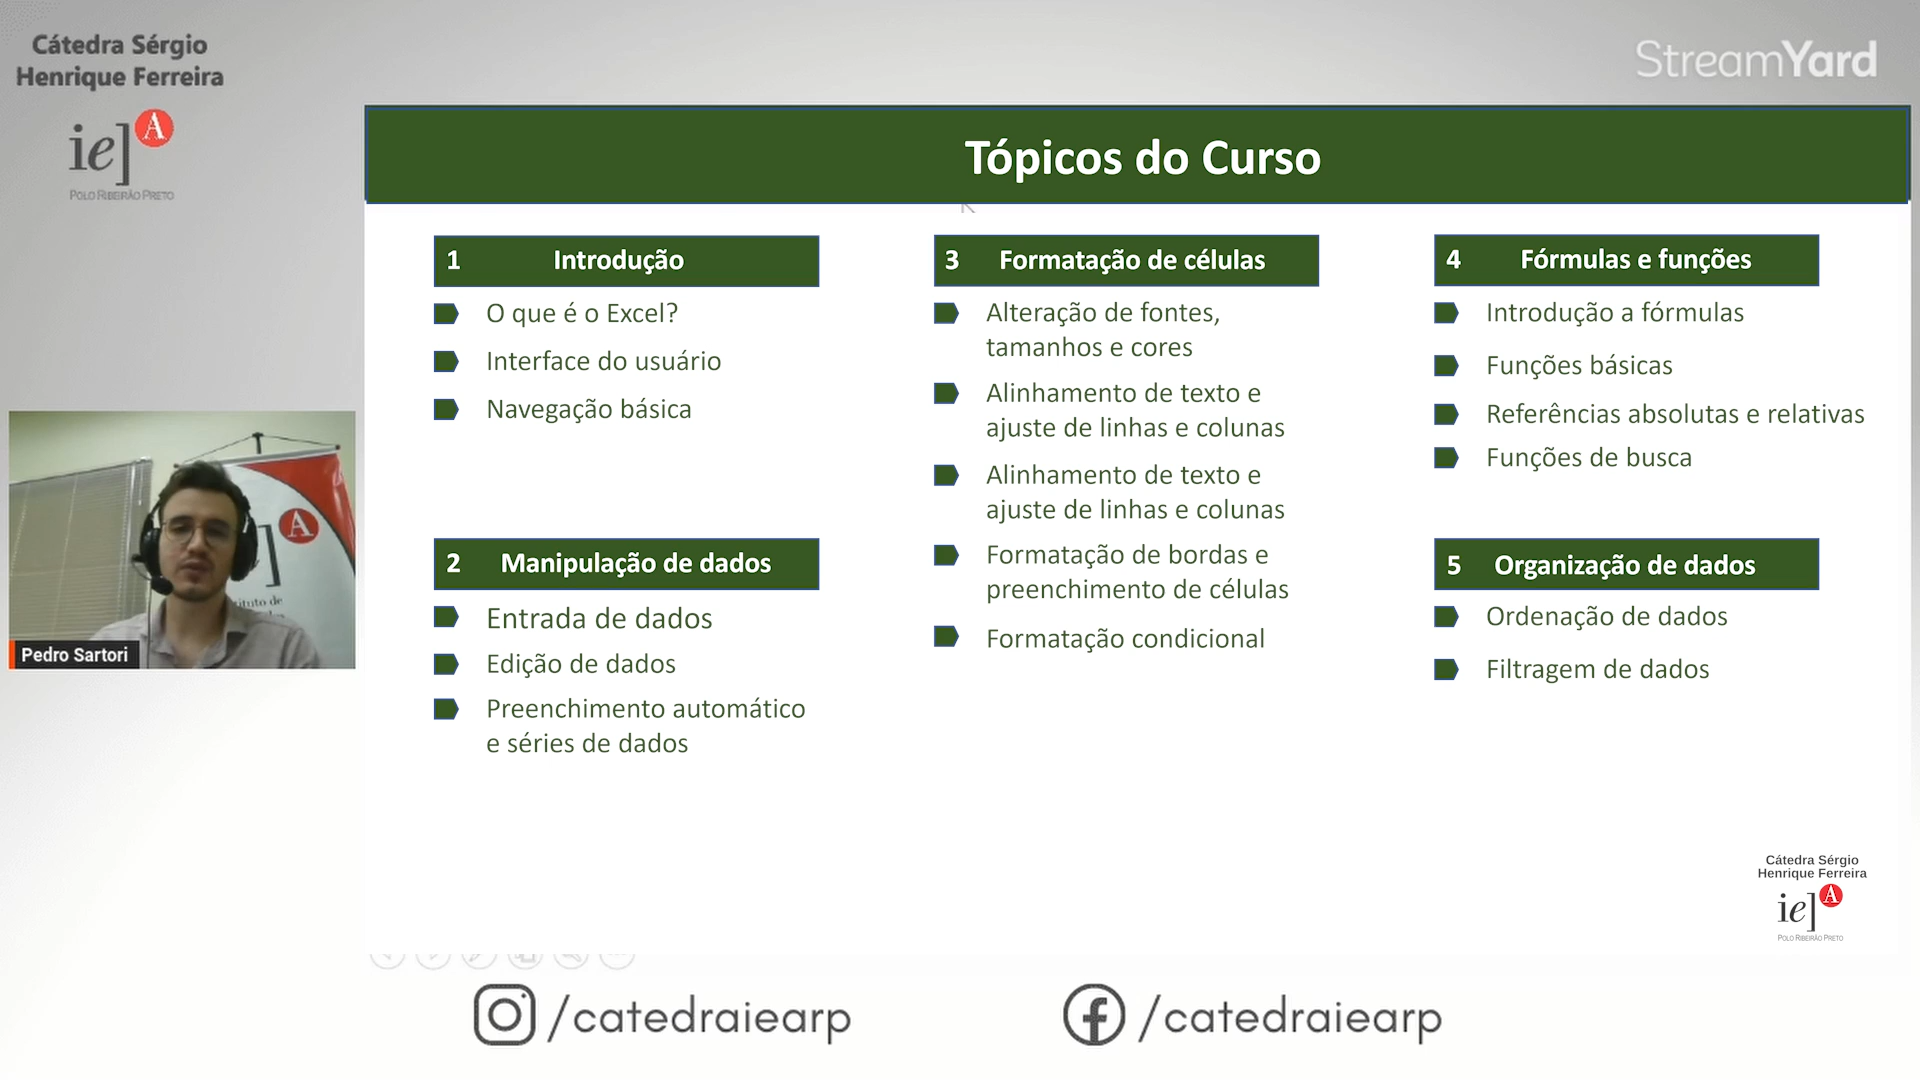 Cátedra Sérgio
Henrique Ferreira
ie]A
POLO RIBEIRÃO PRETO
StreamYard
Tópicos do Curso
1 Introdução
O que é o Excel?
Interface do usuário
Navegação básica
2 Manipulação de dados
Entrada de dados
Edição de dados
Preenchimento automático
e séries de dados
3 Formatação de células
Alteração de fontes,
tamanhos e cores
Alinhamento de texto e
ajuste de linhas e colunas
Alinhamento de texto e
ajuste de linhas e colunas
Formatação de bordas e
preenchimento de células
Formatação condicional
4 Fórmulas e funções
Introdução a fórmulas
Funções básicas
Referências absolutas e relativas
Funções de busca
5 Organização de dados
Ordenação de dados
Filtragem de dados
] A
Pedro Sartori
Cátedra Sérgio
Henrique Ferreira
ie]A
POLO RIBEIRÃO PRETO
/catedraiearp
/catedraiearp